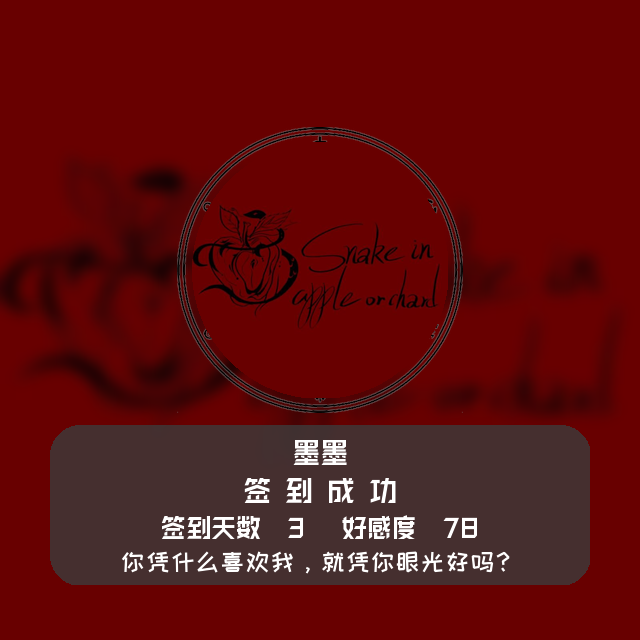 Snake in
apple orchard
墨墨
签到成功
签到天数 3 好感度 78
你凭什么喜欢我，就凭你眼光好吗？